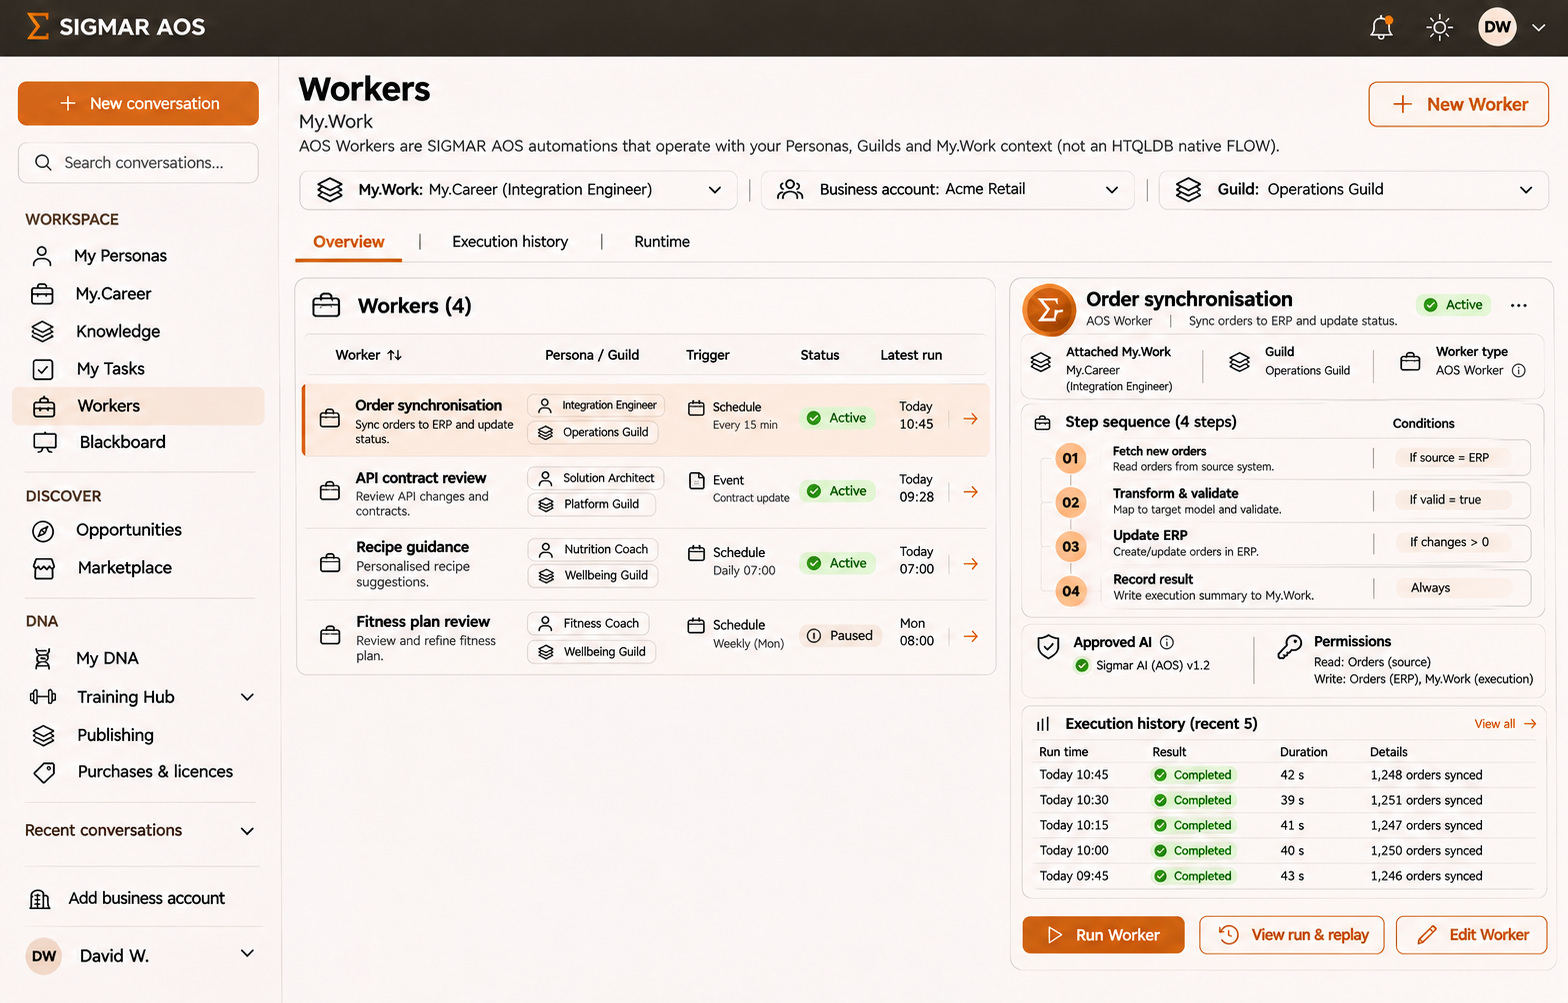 SIGMAR AOS
DW
New conversation
Search conversations...
WORKSPACE
My Personas
My.Career
Knowledge
My Tasks
Workers
Blackboard
DISCOVER
Opportunities
Marketplace
DNA
My DNA
Training Hub
Publishing
Purchases & licences
Recent conversations
Add business account
DW David W.
Workers
My.Work
AOS Workers are SIGMAR AOS automations that operate with your Personas, Guilds and My.Work context (not an HTQLDB native FLOW).
New Worker
My.Work: My.Career (Integration Engineer)
Business account: Acme Retail
Guild: Operations Guild
Overview | Execution history | Runtime
Workers (4)
Worker Persona / Guild Trigger Status Latest run
Order synchronisation
Sync orders to ERP and update
status.
Integration Engineer
Operations Guild
Schedule
Every 15 min
Active
Today
10:45
API contract review
Review API changes and
contracts.
Solution Architect
Platform Guild
Event
Contract update
Active
Today
09:28
Recipe guidance
Personalised recipe
suggestions.
Nutrition Coach
Wellbeing Guild
Schedule
Daily 07:00
Active
Today
07:00
Fitness plan review
Review and refine fitness
plan.
Fitness Coach
Wellbeing Guild
Schedule
Weekly (Mon)
Paused
Mon
08:00
Order synchronisation
AOS Worker | Sync orders to ERP and update status.
Active
Attached My.Work
My.Career
(Integration Engineer)
Guild
Operations Guild
Worker type
AOS Worker
Step sequence (4 steps)
Conditions
01
Fetch new orders
Read orders from source system.
If source = ERP
02
Transform & validate
Map to target model and validate.
If valid = true
03
Update ERP
Create/update orders in ERP.
If changes > 0
04
Record result
Write execution summary to My.Work.
Always
Approved AI
Sigmar AI (AOS) v1.2
Permissions
Read: Orders (source)
Write: Orders (ERP), My.Work (execution)
Execution history (recent 5)
View all
Run time Result Duration Details
Today 10:45 Completed 42 s 1,248 orders synced
Today 10:30 Completed 39 s 1,251 orders synced
Today 10:15 Completed 41 s 1,247 orders synced
Today 10:00 Completed 40 s 1,250 orders synced
Today 09:45 Completed 43 s 1,246 orders synced
Run Worker
View run & replay
Edit Worker